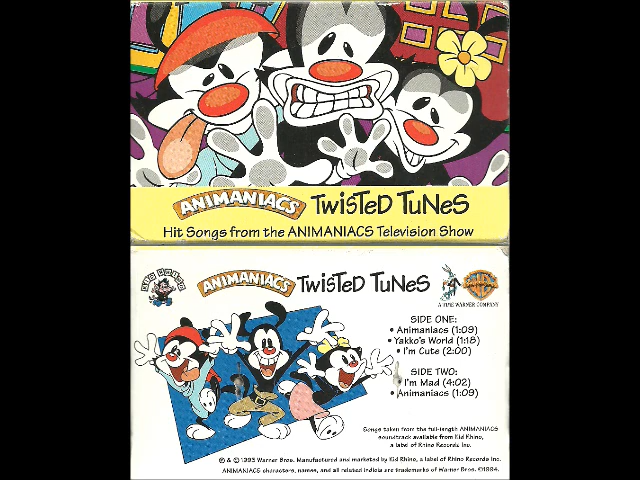 ANIMANIACS TWiSTeD TuNeS
Hit Songs from the ANIMANIACS Television Show
ANIMANIACS TWiSTeD TuNeS
A TIME WARNER COMPANY
SIDE ONE:
• Animaniacs (1:09)
• Yakko's World (1:18)
• I'm Cute (2:00)
SIDE TWO:
• I'm Mad (4:02)
• Animaniacs (1:09)
Songs taken from the full-length ANIMANIACS
soundtrack available from Kid Rhino,
a label of Rhino Records Inc.
℗ & © 1993 Warner Bros. Manufactured and marketed by Kid Rhino, a label of Rhino Records Inc.
ANIMANIACS characters, names, and all related indicia are trademarks of Warner Bros. ©1994.